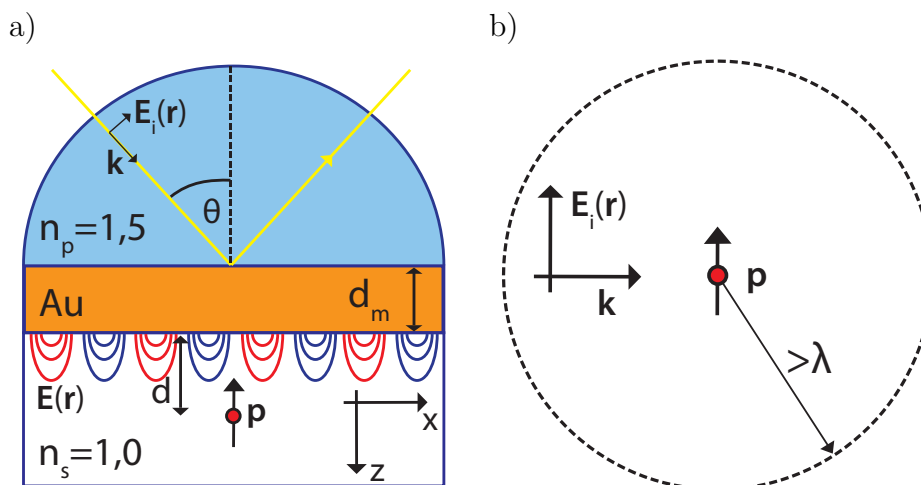 a)
E_i(r)
k
θ
n_p=1,5
Au
d_m
E(r)
d
p
x
n_s=1,0
z
b)
E_i(r)
k
p
>λ